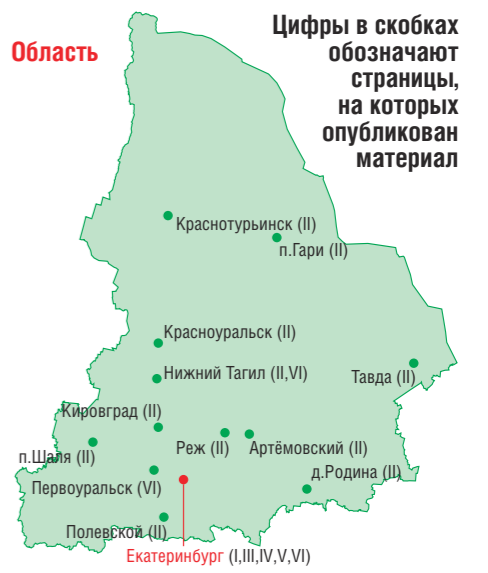 Область
Цифры в скобках
обозначают
страницы,
на которых
опубликован
материал
Краснотурьинск (II)
п.Гари (II)
Красноуральск (II)
Нижний Тагил (II,VI)
Тавда (II)
Кировград (II)
Реж (II)
Артёмовский (II)
п.Шаля (II)
д.Родина (II)
Первоуральск (VI)
Полевской (II)
Екатеринбург (I,III,IV,V,VI)